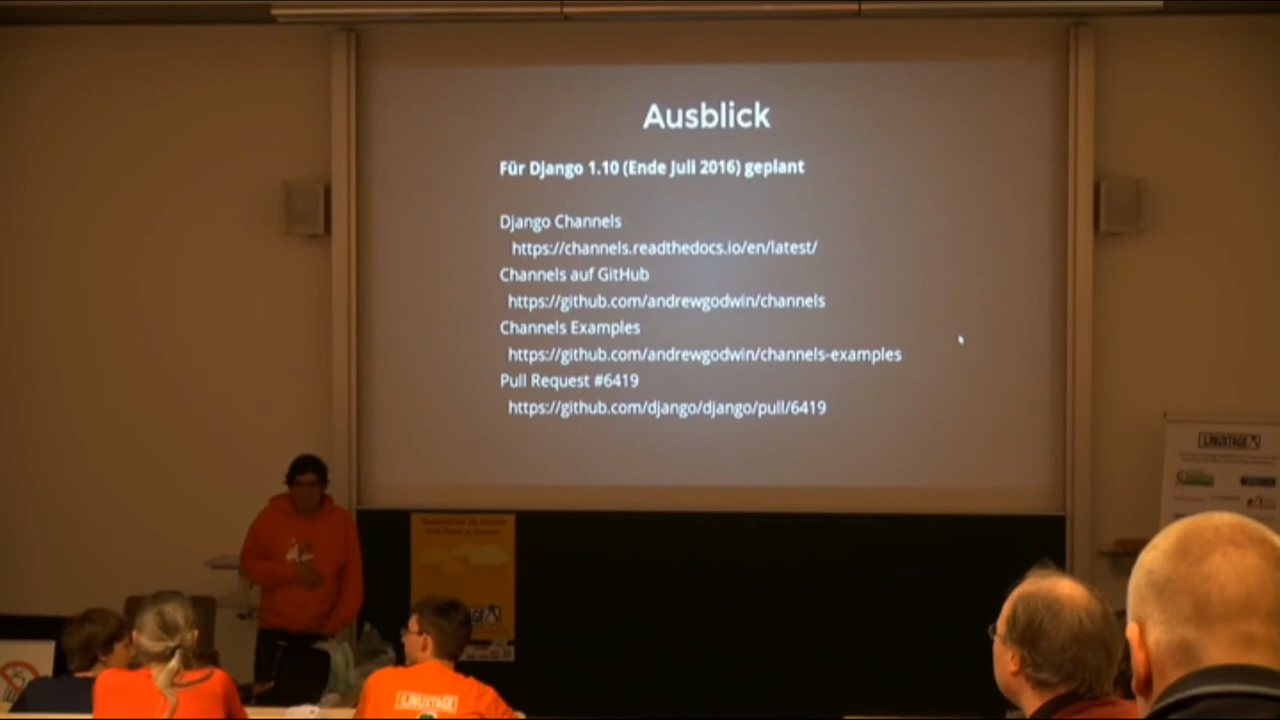 Ausblick
Für Django 1.10 (Ende Juli 2016) geplant
Django Channels
https://channels.readthedocs.io/en/latest/
Channels auf GitHub
https://github.com/andrewgodwin/channels
Channels Examples
https://github.com/andrewgodwin/channels-examples
Pull Request #6419
https://github.com/django/django/pull/6419
LINUXTAGE
LINUXTAGE